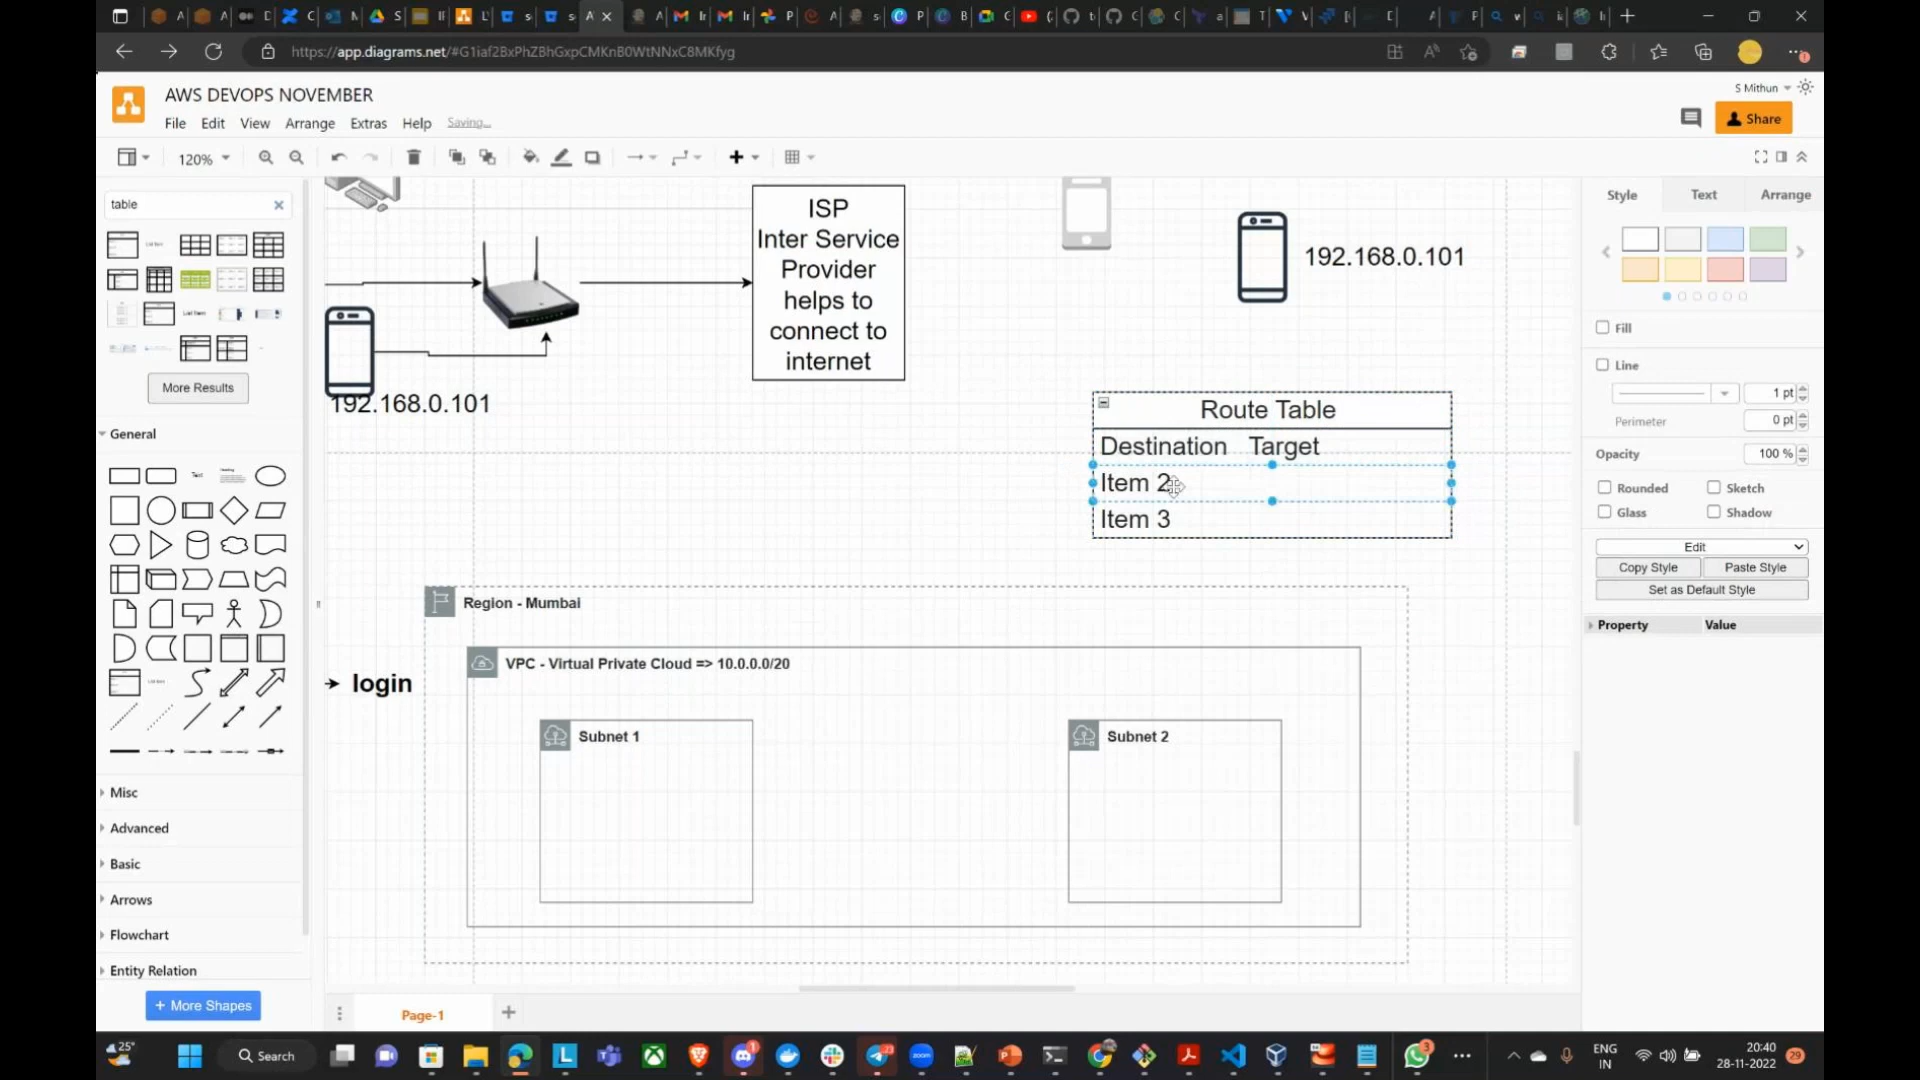 https://app.diagrams.net/#G1iaf2BxPhZBhGxpCMKnB0WtNNxC8MKfyg
AWS DEVOPS NOVEMBER
S Mithun
File Edit View Arrange Extras Help Saving...
Share
120%
table
More Results
General
Misc
Advanced
Basic
Arrows
Flowchart
Entity Relation
+ More Shapes
ISP
Inter Service
Provider
helps to
connect to
internet
192.168.0.101
192.168.0.101
Route Table
Destination Target
Item 2
Item 3
Region - Mumbai
VPC - Virtual Private Cloud => 10.0.0.0/20
login
Subnet 1
Subnet 2
Style Text Arrange
Fill
Line
1 pt
Perimeter
0 pt
Opacity
100 %
Rounded Sketch
Glass Shadow
Edit
Copy Style Paste Style
Set as Default Style
Property Value
Page-1
25°
Search
ENG
IN
20:40
28-11-2022
29